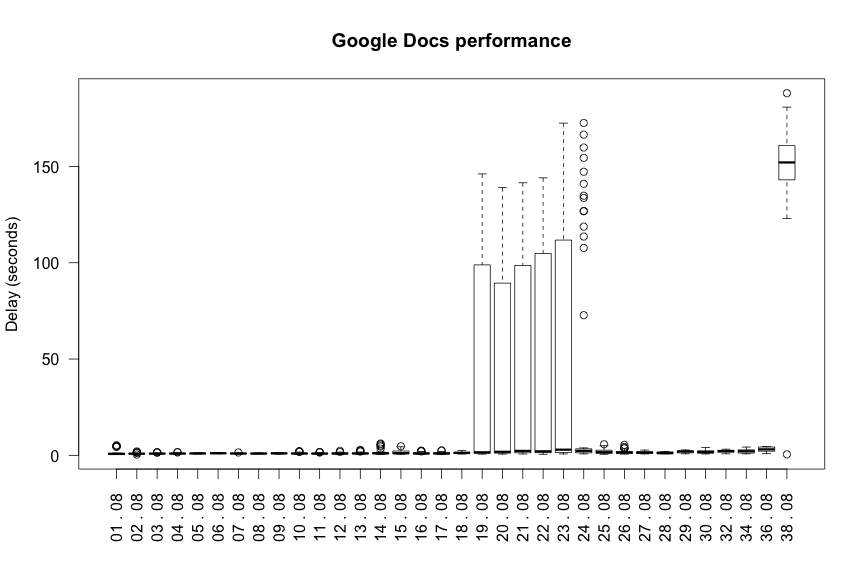 Google Docs performance
Delay (seconds)
150
100
50
0
01 . 08
02 . 08
03 . 08
04 . 08
05 . 08
06 . 08
07 . 08
08 . 08
09 . 08
10 . 08
11 . 08
12 . 08
13 . 08
14 . 08
15 . 08
16 . 08
17 . 08
18 . 08
19 . 08
20 . 08
21 . 08
22 . 08
23 . 08
24 . 08
25 . 08
26 . 08
27 . 08
28 . 08
29 . 08
30 . 08
32 . 08
34 . 08
36 . 08
38 . 08